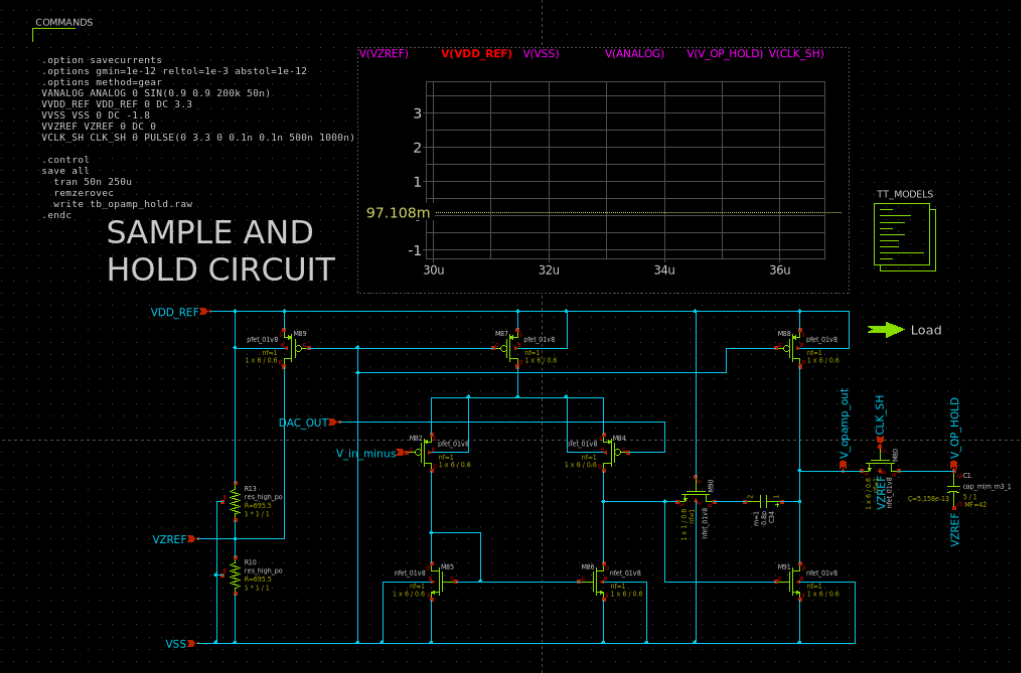 COMMANDS
.option savecurrents
.options gmin=1e-12 reltol=1e-3 abstol=1e-12
.options method=gear
VANALOG ANALOG 0 SIN(0.9 0.9 200k 50n)
VVDD_REF VDD_REF 0 DC 3.3
VVSS VSS 0 DC -1.8
VVZREF VZREF 0 DC 0
VCLK_SH CLK_SH 0 PULSE(0 3.3 0 0.1n 0.1n 500n 1000n)
.control
save all
tran 50n 250u
remzerovec
write tb_opamp_hold.raw
.endc
V(VZREF) V(VDD_REF) V(VSS) V(ANALOG) V(V_OP_HOLD) V(CLK_SH)
3
2
1
97.108m
-1
30u 32u 34u 36u
SAMPLE AND
HOLD CIRCUIT
TT_MODELS
Load
VDD_REF
M89
pfet_01v8
nf=1
1 x 6 / 0.6
M87
pfet_01v8
nf=1
1 x 6 / 0.6
M88
pfet_01v8
nf=1
1 x 6 / 0.6
DAC_OUT
V_in_minus
M82
pfet_01v8
nf=1
1 x 6 / 0.6
M84
pfet_01v8
nf=1
1 x 6 / 0.6
V_opamp_out
CLK_SH
M80
nfet_01v8
nf=1
VZREF
V_OP_HOLD
C1
cap_mim_m3_1
C=5.158e-13
5 / 1
MF=42
VZREF
R13
res_high_po
R=695.5
1 * 1 / 1
M90
nfet_01v8
nf=1
1 x 1 / 0.6
2
1
C34
0.8p
m=1
VZREF
R10
res_high_po
R=695.5
1 * 1 / 1
M85
nfet_01v8
nf=1
1 x 6 / 0.6
M86
nfet_01v8
nf=1
1 x 6 / 0.6
M91
nfet_01v8
nf=1
1 x 6 / 0.6
VSS